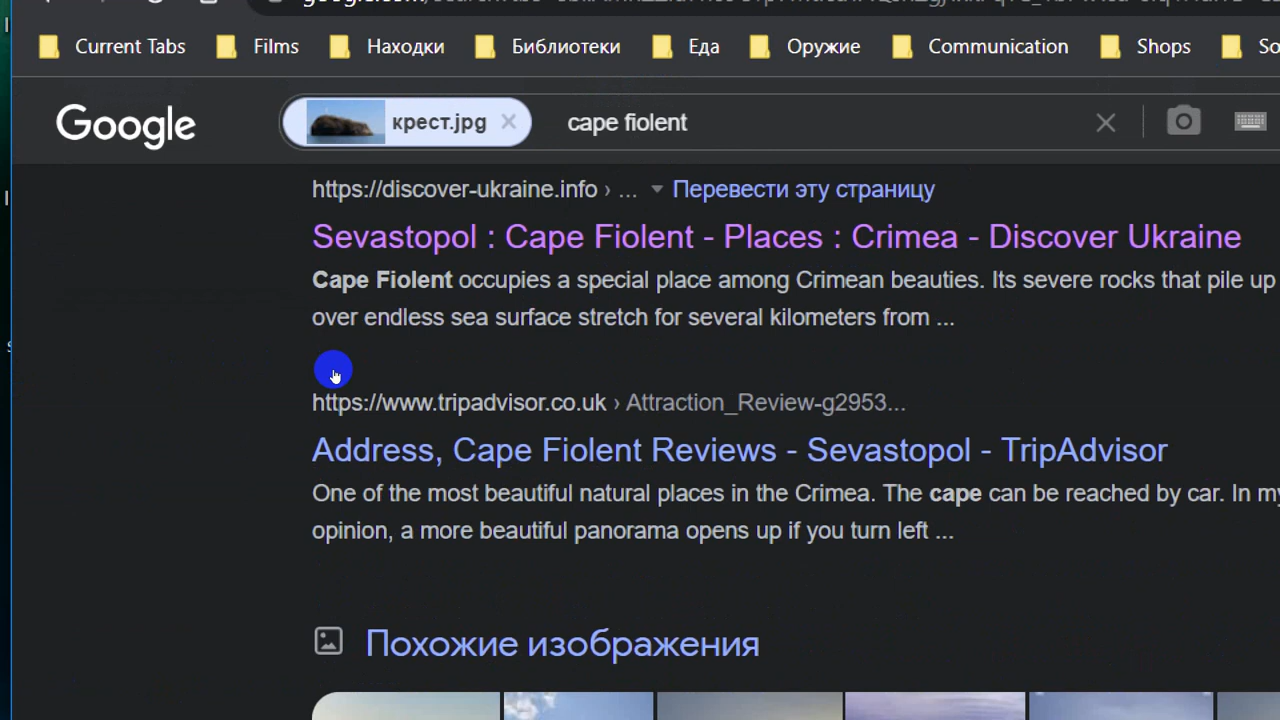 Current Tabs Films Находки Библиотеки Еда Оружие Communication Shops So
Google крест.jpg cape fiolent
https://discover-ukraine.info › ... Перевести эту страницу
Sevastopol : Cape Fiolent - Places : Crimea - Discover Ukraine
Cape Fiolent occupies a special place among Crimean beauties. Its severe rocks that pile up
over endless sea surface stretch for several kilometers from ...
https://www.tripadvisor.co.uk › Attraction_Review-g2953...
Address, Cape Fiolent Reviews - Sevastopol - TripAdvisor
One of the most beautiful natural places in the Crimea. The cape can be reached by car. In my
opinion, a more beautiful panorama opens up if you turn left ...
Похожие изображения